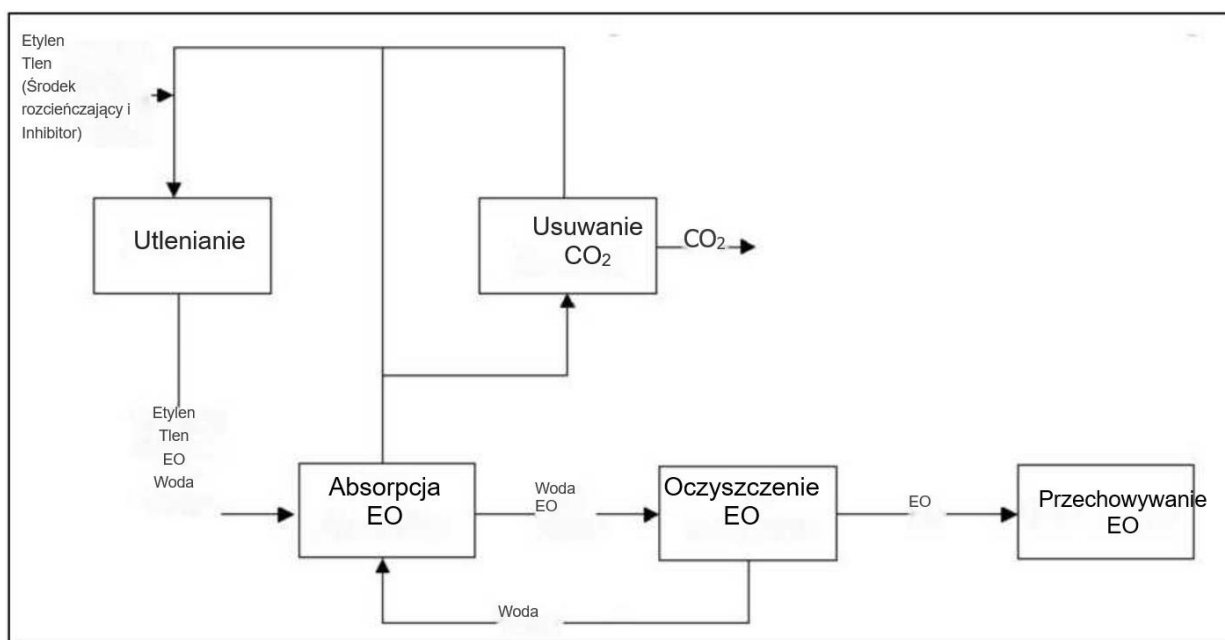 Etylen
Tlen
(Środek
rozcieńczający i
Inhibitor)
Utlenianie
Usuwanie
CO₂
CO₂
Etylen
Tlen
EO
Woda
Absorpcja
EO
Woda
EO
Oczyszczenie
EO
EO
Przechowywanie
EO
Woda